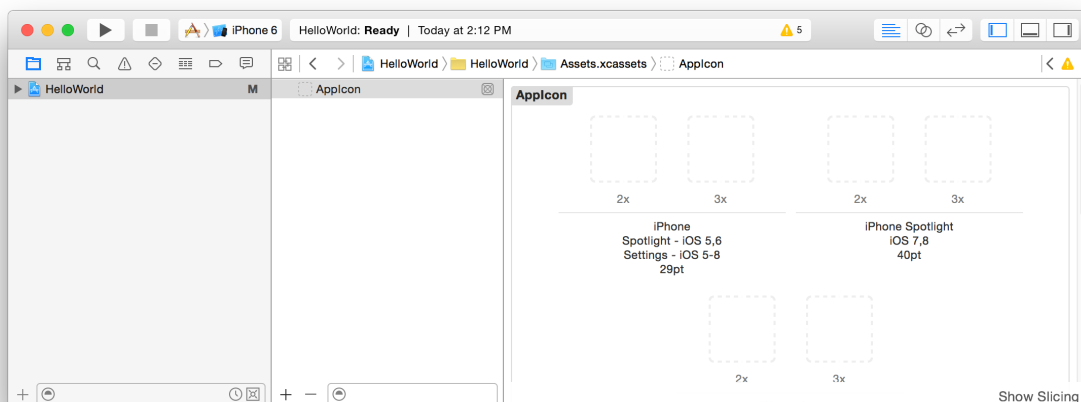 iPhone 6 HelloWorld: Ready | Today at 2:12 PM 5
HelloWorld M
HelloWorld HelloWorld Assets.xcassets AppIcon
AppIcon
AppIcon
2x 3x 2x 3x
iPhone
Spotlight - iOS 5,6
Settings - iOS 5-8
29pt
iPhone Spotlight
iOS 7,8
40pt
2x 3x
Show Slicing